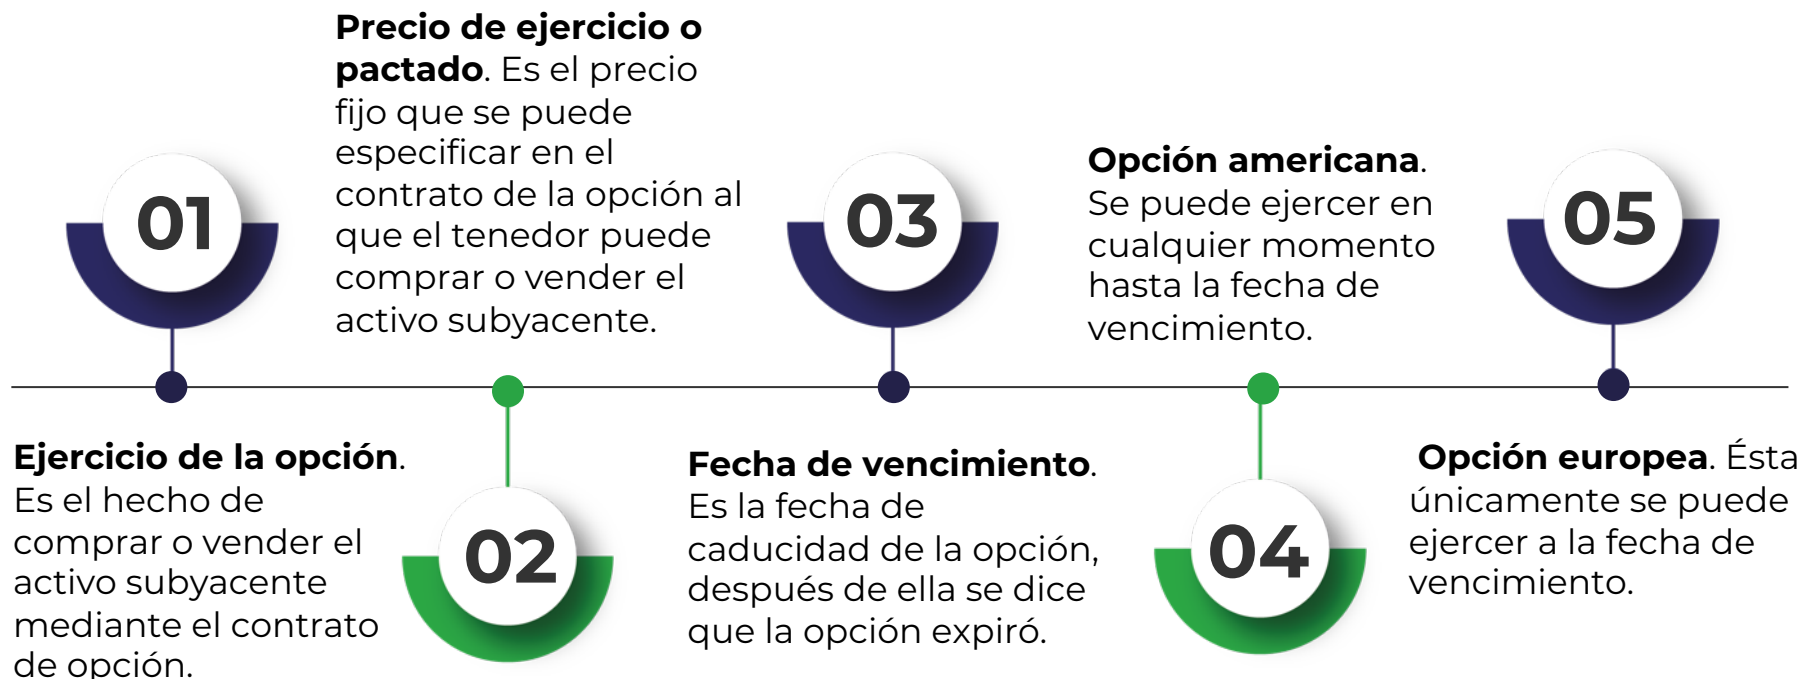 01
Ejercicio de la opción.
Es el hecho de
comprar o vender el
activo subyacente
mediante el contrato
de opción.
Precio de ejercicio o
pactado. Es el precio
fijo que se puede
especificar en el
contrato de la opción al
que el tenedor puede
comprar o vender el
activo subyacente.
02
03
Fecha de vencimiento.
Es la fecha de
caducidad de la opción,
después de ella se dice
que la opción expiró.
Opción americana.
Se puede ejercer en
cualquier momento
hasta la fecha de
vencimiento.
04
05
Opción europea. Ésta
únicamente se puede
ejercer a la fecha de
vencimiento.